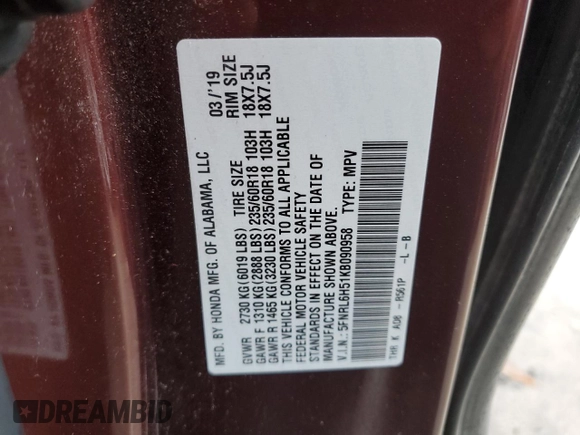 MFD. BY HONDA MFG. OF ALABAMA, LLC 03/'19
GVWR 2730 KG(6019 LBS) TIRE SIZE RIM SIZE
GAWR F 1310 KG(2888 LBS)235/60R18 103H 18X7.5J
GAWR R 1465 KG(3230 LBS)235/60R18 103H 18X7.5J
THIS VEHICLE CONFORMS TO ALL APPLICABLE
FEDERAL MOTOR VEHICLE SAFETY
STANDARDS IN EFFECT ON THE DATE OF
MANUFACTURE SHOWN ABOVE.
V.I.N.: 5FNRL6H51KB090958 TYPE: MPV
THR K AD8 - R561P -L-B
DREAMBID